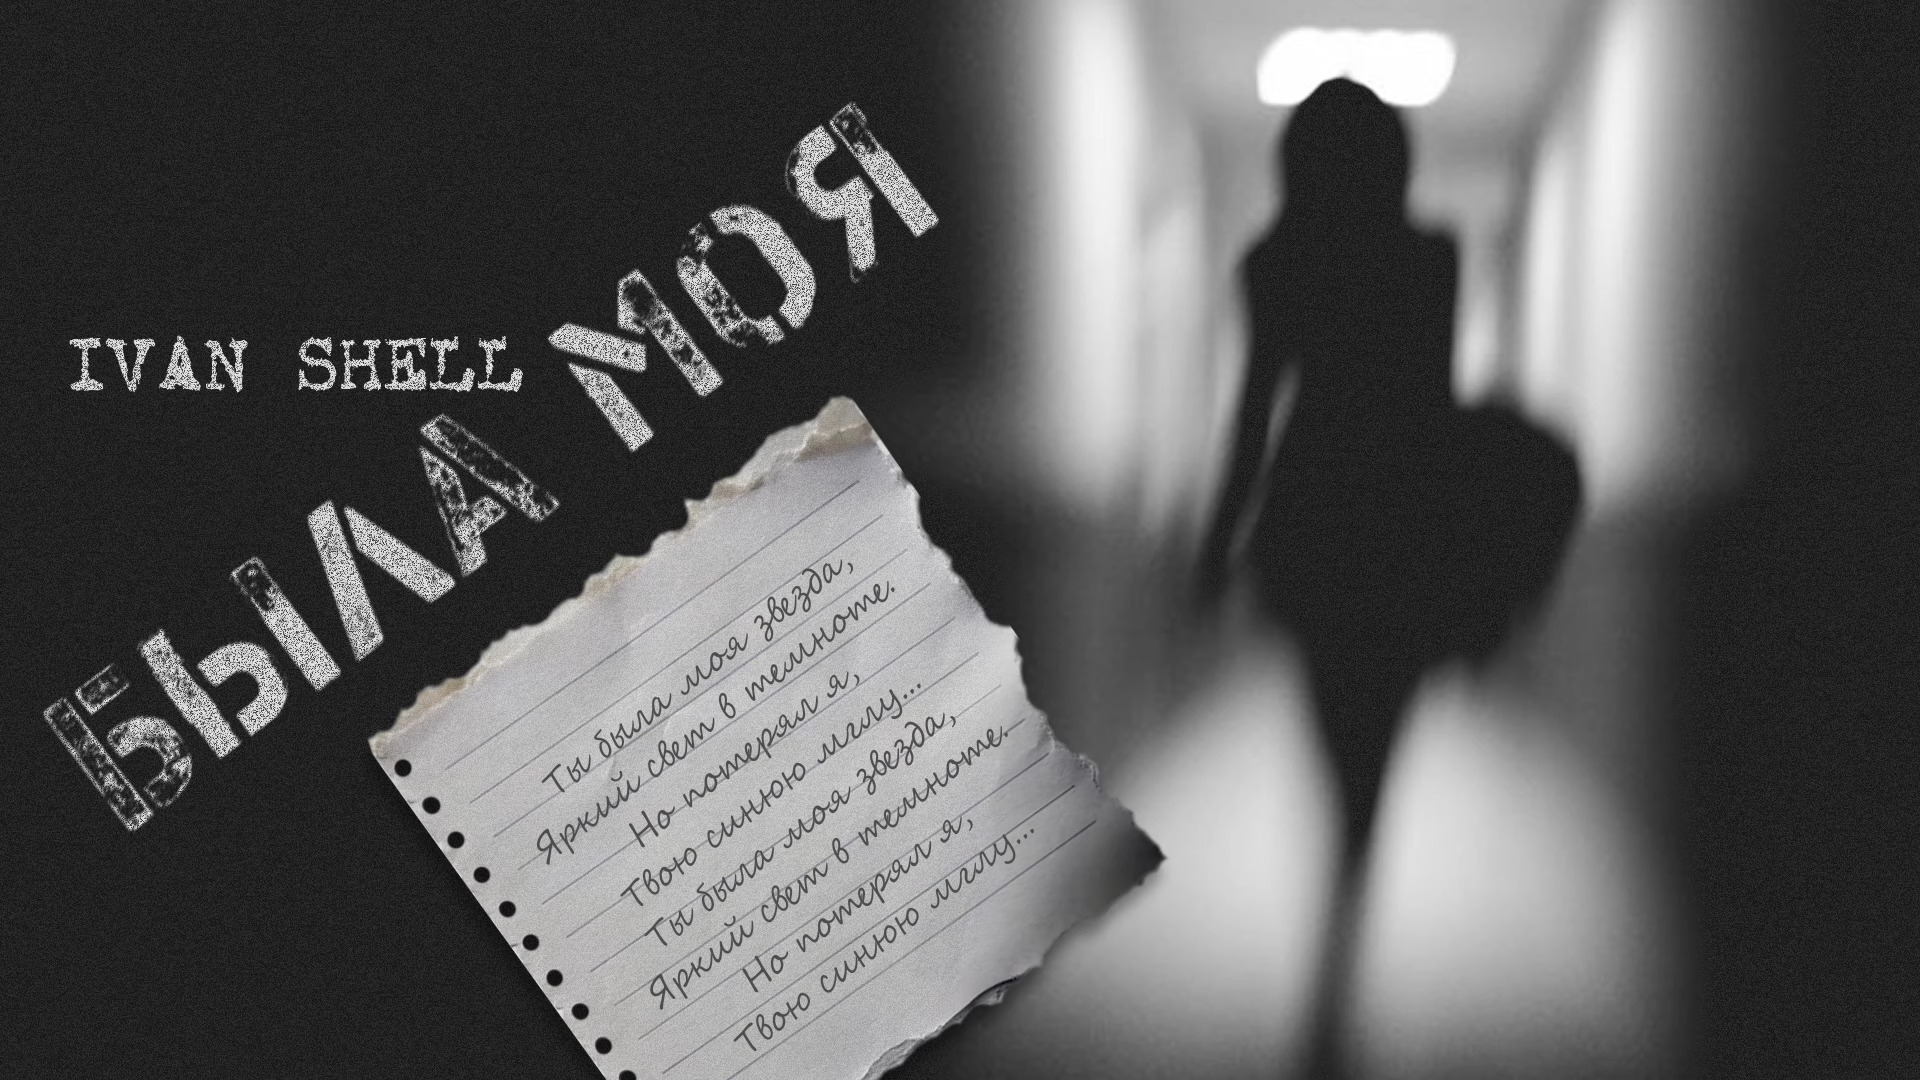 IVAN SHELL
БЫЛА МОЯ
Ты была моя звезда,
Яркий свет в темноте.
Но потерял я,
Твою синюю мглу...
Ты была моя звезда,
Яркий свет в темноте.
Но потерял я,
Твою синюю мглу...